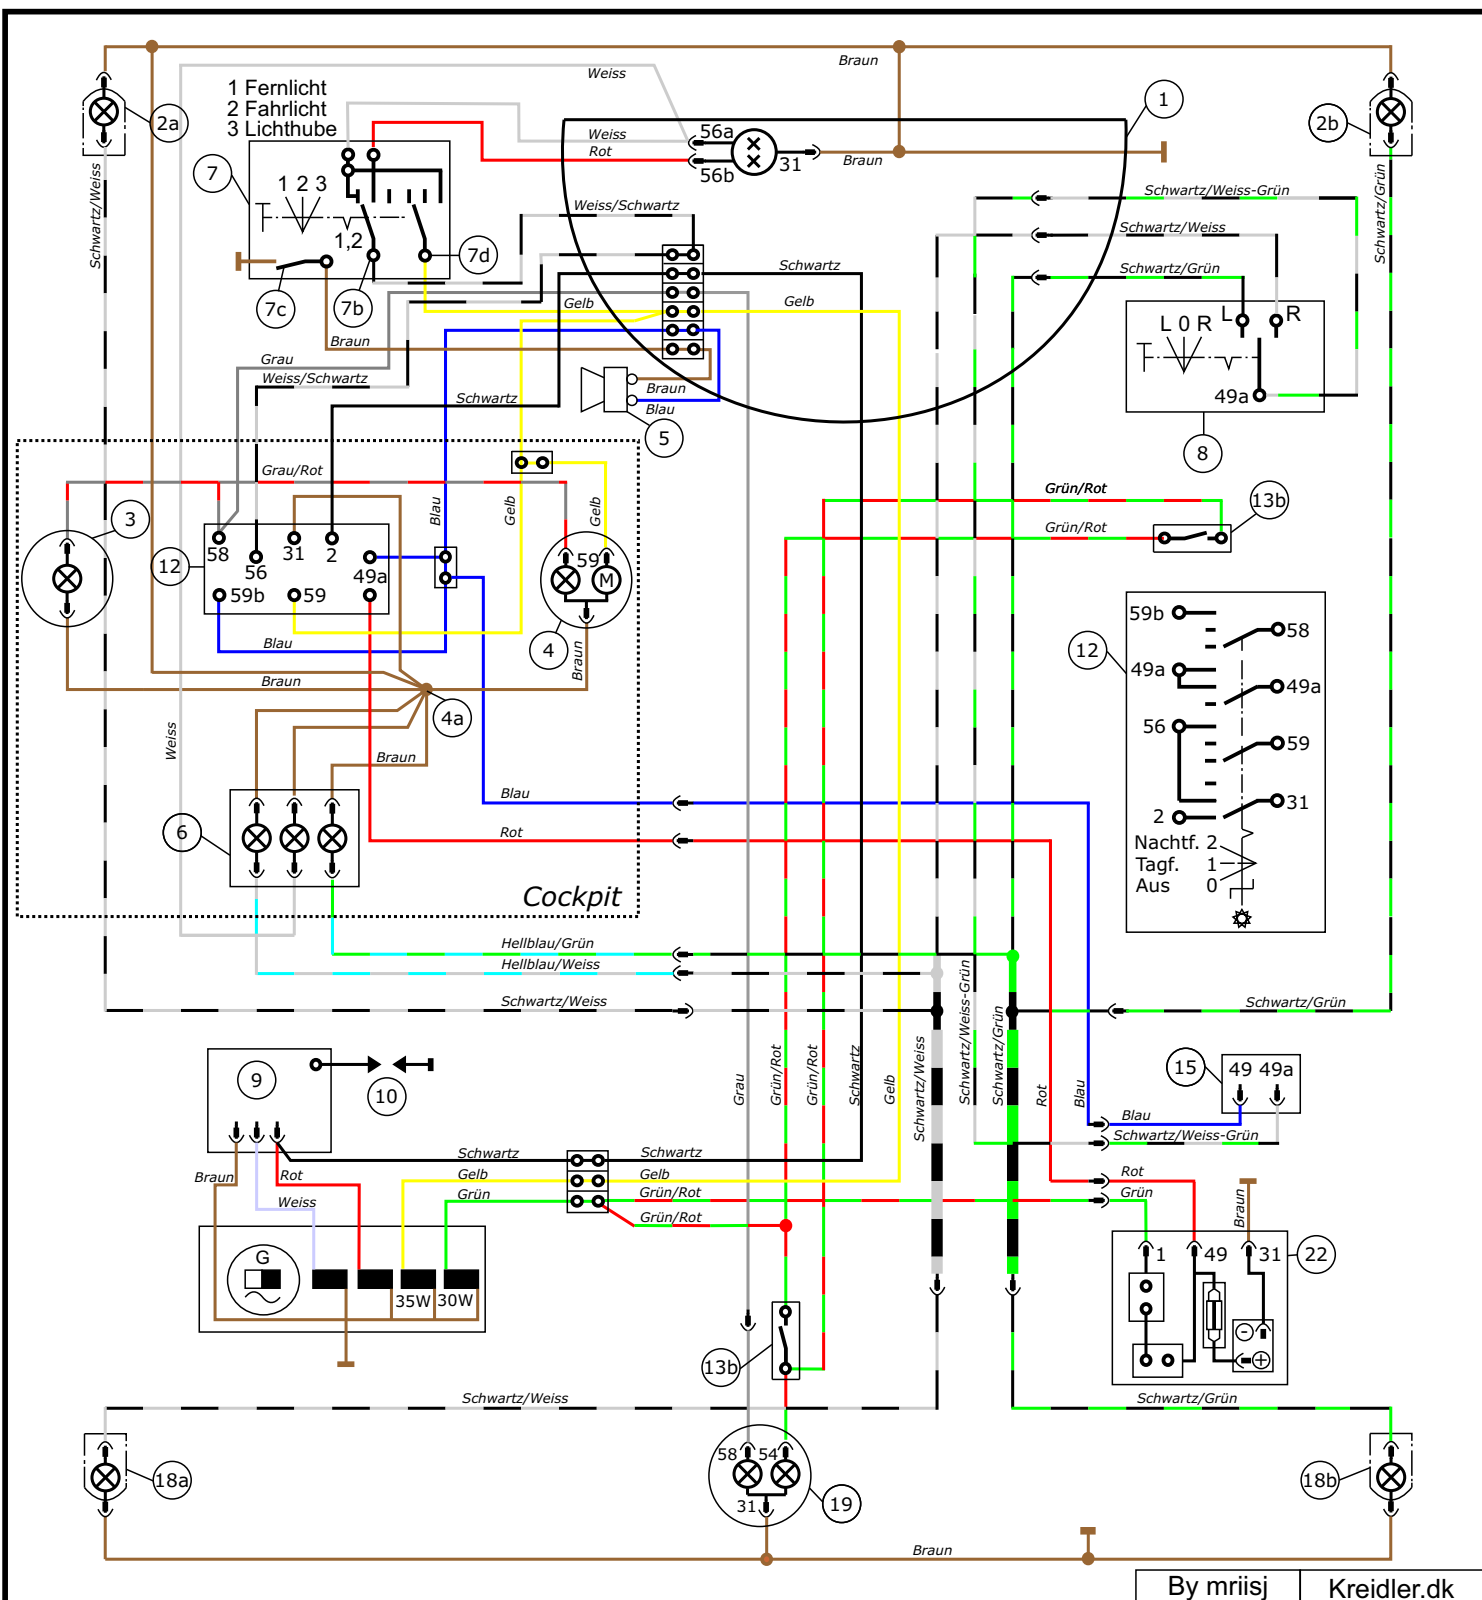 Braun
1 Fernlicht
2 Fahrlicht
3 Lichthube
Weiss
1
2a
2b
Weiss
Rot
56a
56b
31
Braun
7
1 2 3
1,2
7d
7c
7b
Schwartz/Weiss
Schwartz/Grün
Weiss/Schwartz
Schwartz/Weiss-Grün
Schwartz/Weiss
Schwartz/Grün
Schwartz
Gelb
Gelb
Braun
Grau
Weiss/Schwartz
Schwartz
Braun
Blau
5
L
R
L 0 R
49a
8
Grau/Rot
Blau
Gelb
Gelb
Grün/Rot
Grün/Rot
13b
3
12
58
56
31
2
49a
59b
59
59
M
4
Blau
Braun
Braun
4a
Weiss
Braun
6
Cockpit
Blau
Rot
12
59b
58
49a
49a
56
59
2
31
Nachtf. 2
Tagf. 1
Aus 0
Hellblau/Grün
Hellblau/Weiss
Schwartz/Weiss
Schwartz/Grün
9
10
Grau
Grün/Rot
Grün/Rot
Schwartz
Gelb
Schwartz/Weiss
Schwartz/Weiss-Grün
Schwartz/Grün
Rot
Blau
15
49 49a
Blau
Schwartz/Weiss-Grün
Schwartz
Schwartz
Braun
Rot
Weiss
Gelb
Gelb
Grün
Grün/Rot
Grün/Rot
Rot
Grün
Braun
G
35W
30W
1
49
31
22
-
+
13b
Schwartz/Weiss
Schwartz/Grün
18a
58
54
31
19
18b
Braun
By mriisj
Kreidler.dk